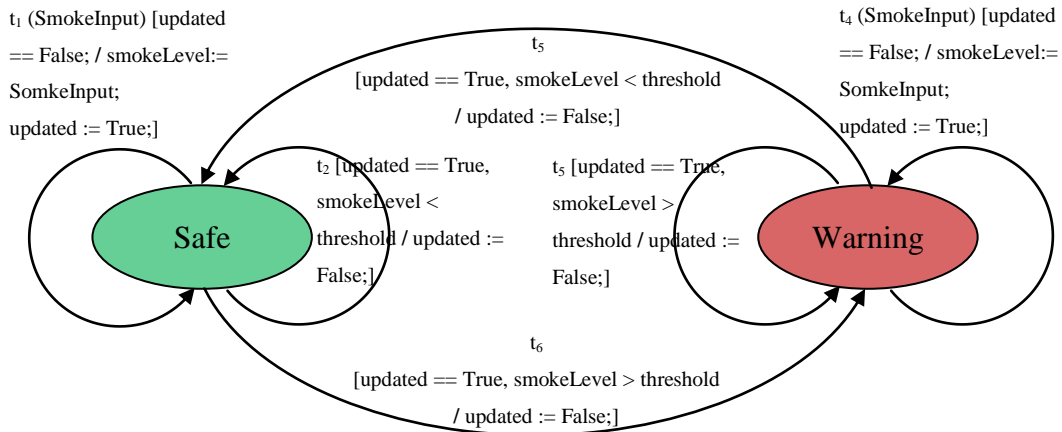 t₁ (SmokeInput) [updated
== False; / smokeLevel:=
SomkeInput;
updated := True;]
t₅
[updated == True, smokeLevel < threshold
/ updated := False;]
t₄ (SmokeInput) [updated
== False; / smokeLevel:=
SomkeInput;
updated := True;]
Safe
t₂ [updated == True,
smokeLevel <
threshold / updated :=
False;]
t₅ [updated == True,
smokeLevel >
threshold / updated :=
False;]
Warning
t₆
[updated == True, smokeLevel > threshold
/ updated := False;]